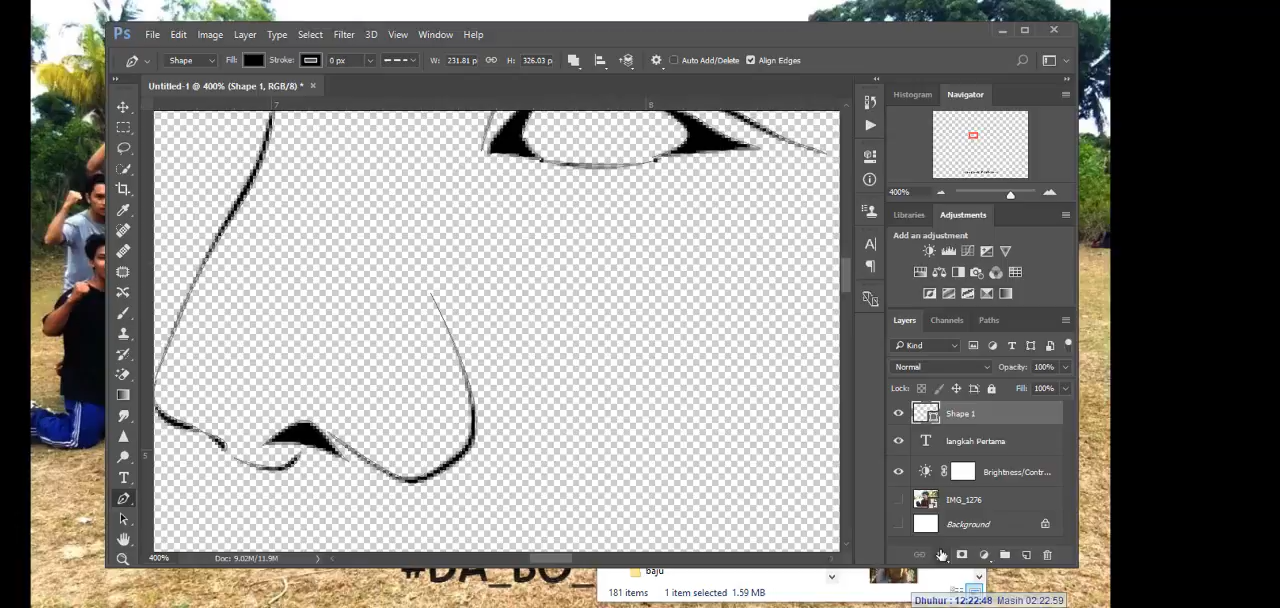 Ps File Edit Image Layer Type Select Filter 3D View Window Help
Shape Fill: Stroke: 0 px W: 231.81 p H: 326.03 p Auto Add/Delete Align Edges
Untitled-1 @ 400% (Shape 1, RGB/8) * ×
Histogram Navigator
7 8
400%
Libraries Adjustments
Add an adjustment
Layers Channels Paths
Kind
Normal Opacity: 100%
Lock: Fill: 100%
Shape 1
langkah Pertama
Brightness/Contr...
5
IMG_1276
Background
400% Doc: 9.02M/11.9M
#DA_BO_
baju
181 items 1 item selected 1.59 MB
Dhuhur : 12:22:48 Masih 02:22:59